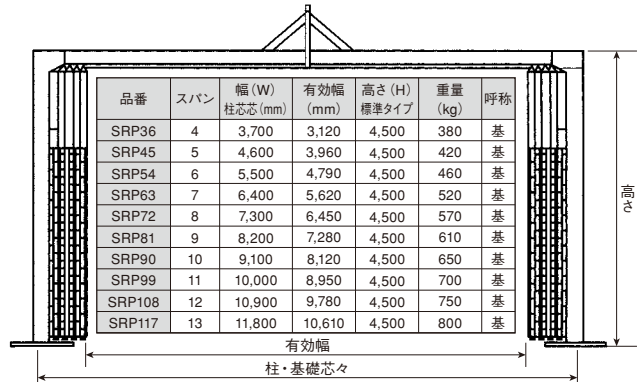 品番 スパン 幅(W) 柱芯芯(mm) 有効幅(mm) 高さ(H) 標準タイプ 重量(kg) 呼称
SRP36 4 3,700 3,120 4,500 380 基
SRP45 5 4,600 3,960 4,500 420 基
SRP54 6 5,500 4,790 4,500 460 基
SRP63 7 6,400 5,620 4,500 520 基
SRP72 8 7,300 6,450 4,500 570 基
SRP81 9 8,200 7,280 4,500 610 基
SRP90 10 9,100 8,120 4,500 650 基
SRP99 11 10,000 8,950 4,500 700 基
SRP108 12 10,900 9,780 4,500 750 基
SRP117 13 11,800 10,610 4,500 800 基
高さ
有効幅
柱・基礎芯々